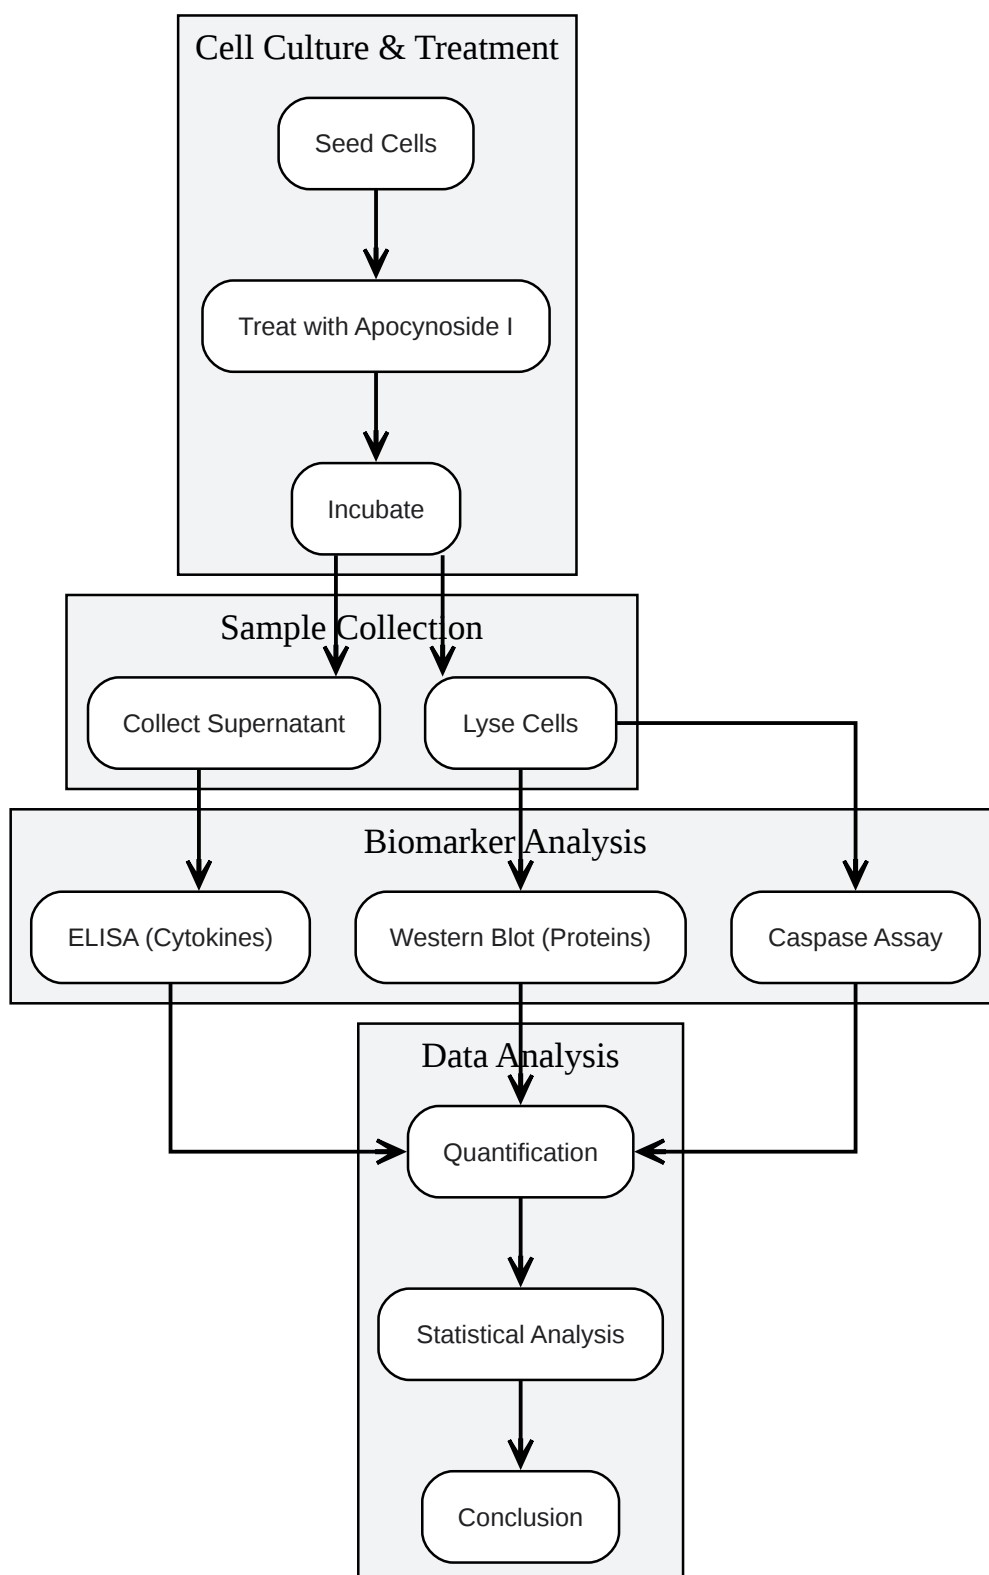 Cell Culture & Treatment
Seed Cells
Treat with Apocynoside I
Incubate
Sample Collection
Collect Supernatant
Lyse Cells
Biomarker Analysis
ELISA (Cytokines)
Western Blot (Proteins)
Caspase Assay
Data Analysis
Quantification
Statistical Analysis
Conclusion